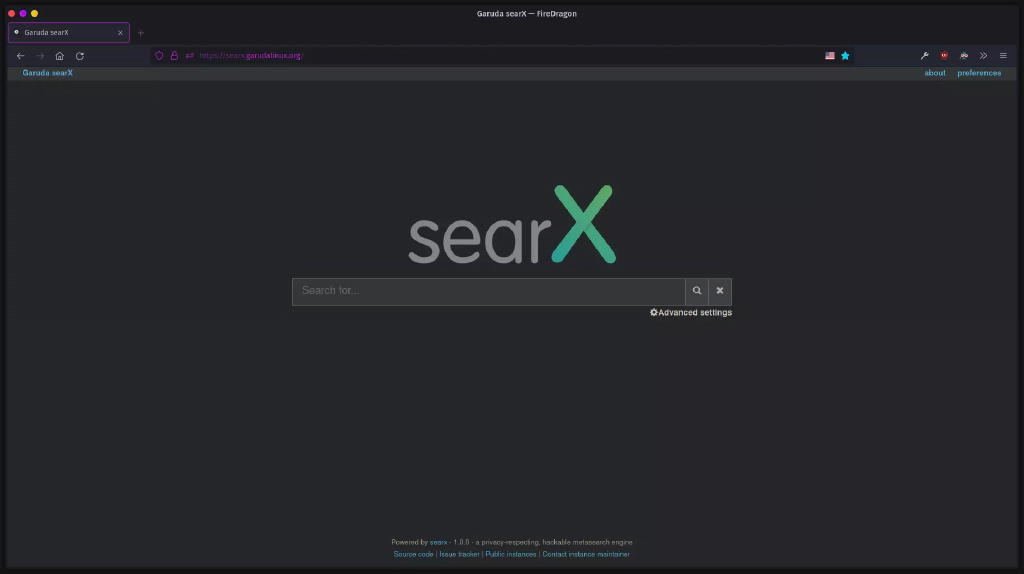 Garuda searX — FireDragon
Garuda searX
https://searx.garudalinux.org/
Garuda searX about preferences
searX
Search for...
Advanced settings
Powered by searx - 1.0.0 - a privacy-respecting, hackable metasearch engine
Source code | Issue tracker | Public instances | Contact instance maintainer